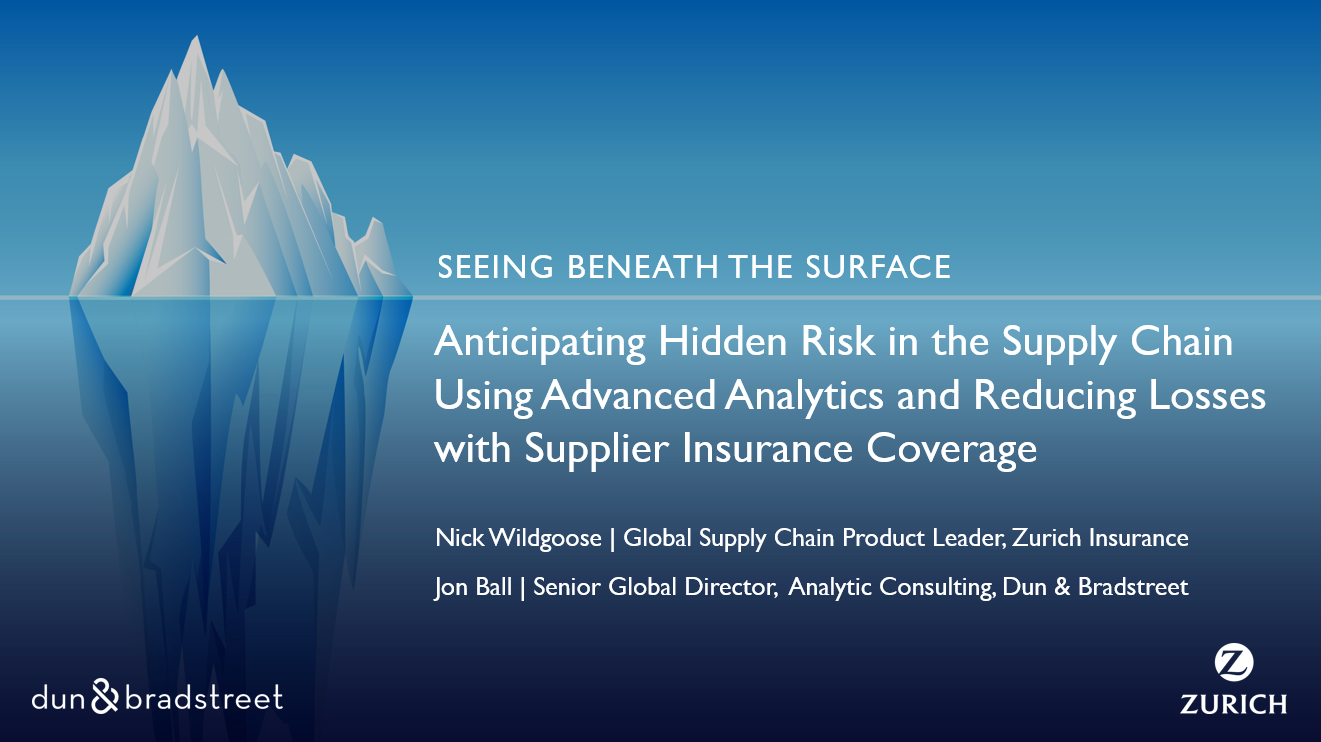 SEEING BENEATH THE SURFACE
Anticipating Hidden Risk in the Supply Chain
Using Advanced Analytics and Reducing Losses
with Supplier Insurance Coverage
Nick Wildgoose | Global Supply Chain Product Leader, Zurich Insurance
Jon Ball | Senior Global Director, Analytic Consulting, Dun & Bradstreet
dun & bradstreet
Z
ZURICH